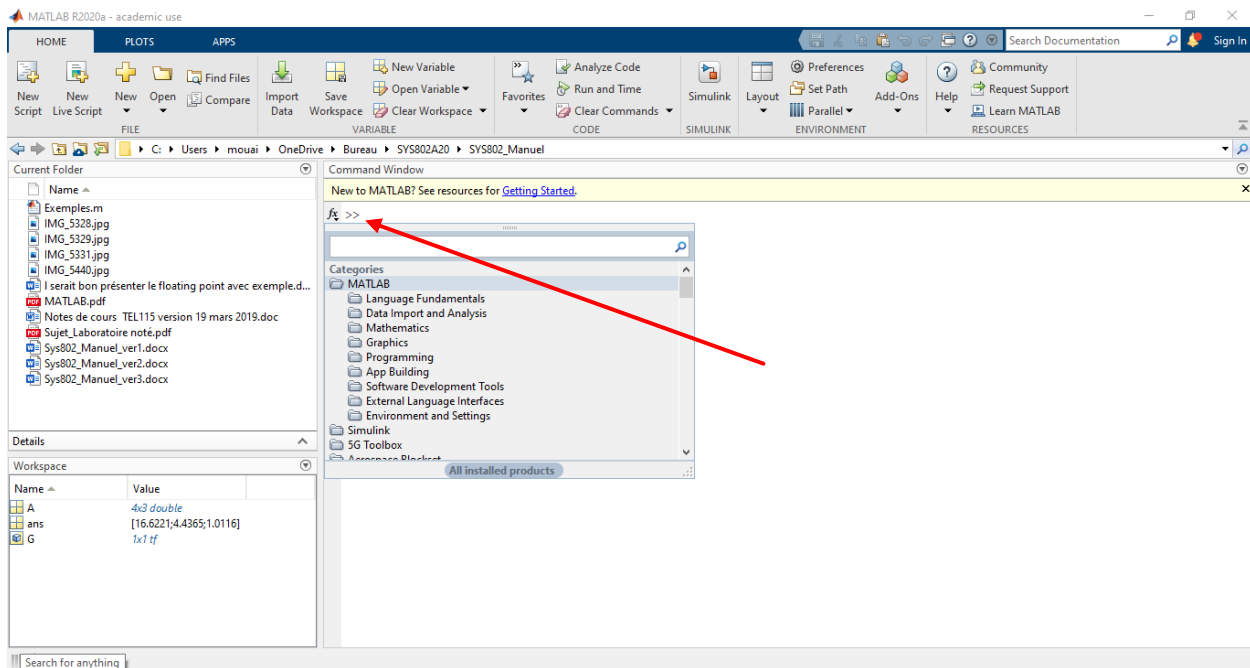 MATLAB R2020a - academic use
HOME PLOTS APPS
Search Documentation
Sign In
New Script
New Live Script
New
Open
Find Files
Compare
Import Data
Save Workspace
New Variable
Open Variable
Clear Workspace
Favorites
Analyze Code
Run and Time
Clear Commands
Simulink
Layout
Preferences
Set Path
Parallel
Add-Ons
Help
Community
Request Support
Learn MATLAB
FILE VARIABLE CODE SIMULINK ENVIRONMENT RESOURCES
C: Users mouai OneDrive Bureau SYS802A20 SYS802_Manuel
Current Folder
Name
Exemples.m
IMG_5328.jpg
IMG_5329.jpg
IMG_5331.jpg
IMG_5440.jpg
I serait bon présenter le floating point avec exemple.d...
MATLAB.pdf
Notes de cours TEL115 version 19 mars 2019.doc
Sujet_Laboratoire noté.pdf
Sys802_Manuel_ver1.docx
Sys802_Manuel_ver2.docx
Sys802_Manuel_ver3.docx
Details
Workspace
Name Value
A 4x3 double
ans [16.6221;4.4365;1.0116]
G 1x1 tf
Search for anything
Command Window
New to MATLAB? See resources for Getting Started.
fx >>
Categories
MATLAB
Language Fundamentals
Data Import and Analysis
Mathematics
Graphics
Programming
App Building
Software Development Tools
External Language Interfaces
Environment and Settings
Simulink
5G Toolbox
Aerospace Blockset
All installed products